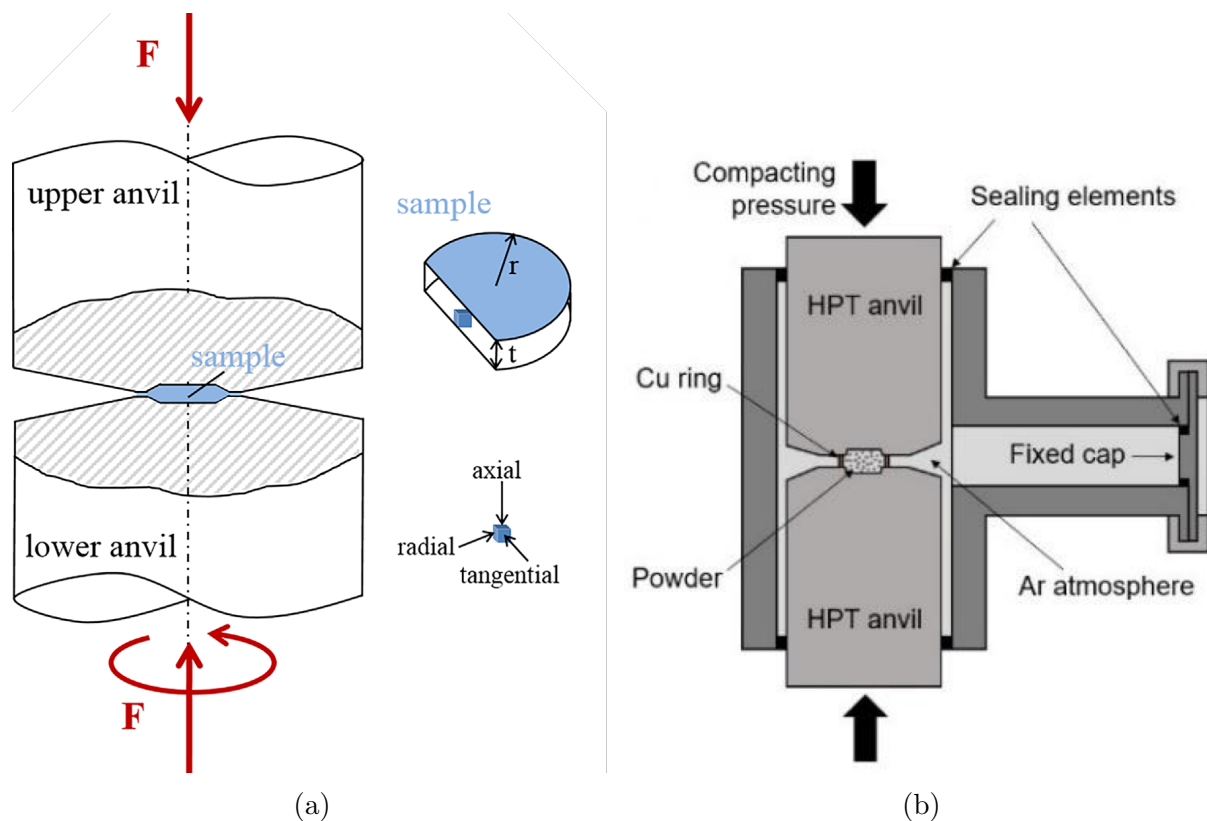 F
upper anvil
sample
r
t
sample
axial
radial
tangential
lower anvil
F
(a)
Compacting
pressure
Sealing elements
HPT anvil
Cu ring
Fixed cap
Powder
Ar atmosphere
HPT anvil
(b)